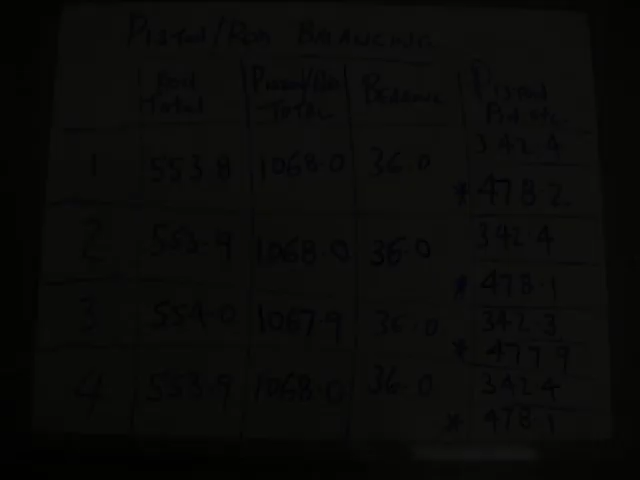 Piston/Rod Balancing
Rod Total Piston/Rod Total Bearing Piston
1 553.8 1068.0 36.0 342.4
* 478.2
2 553.9 1068.0 36.0 342.4
* 478.1
3 554.0 1067.9 36.0 342.3
* 477.9
4 553.9 1068.0 36.0 342.4
* 478.1